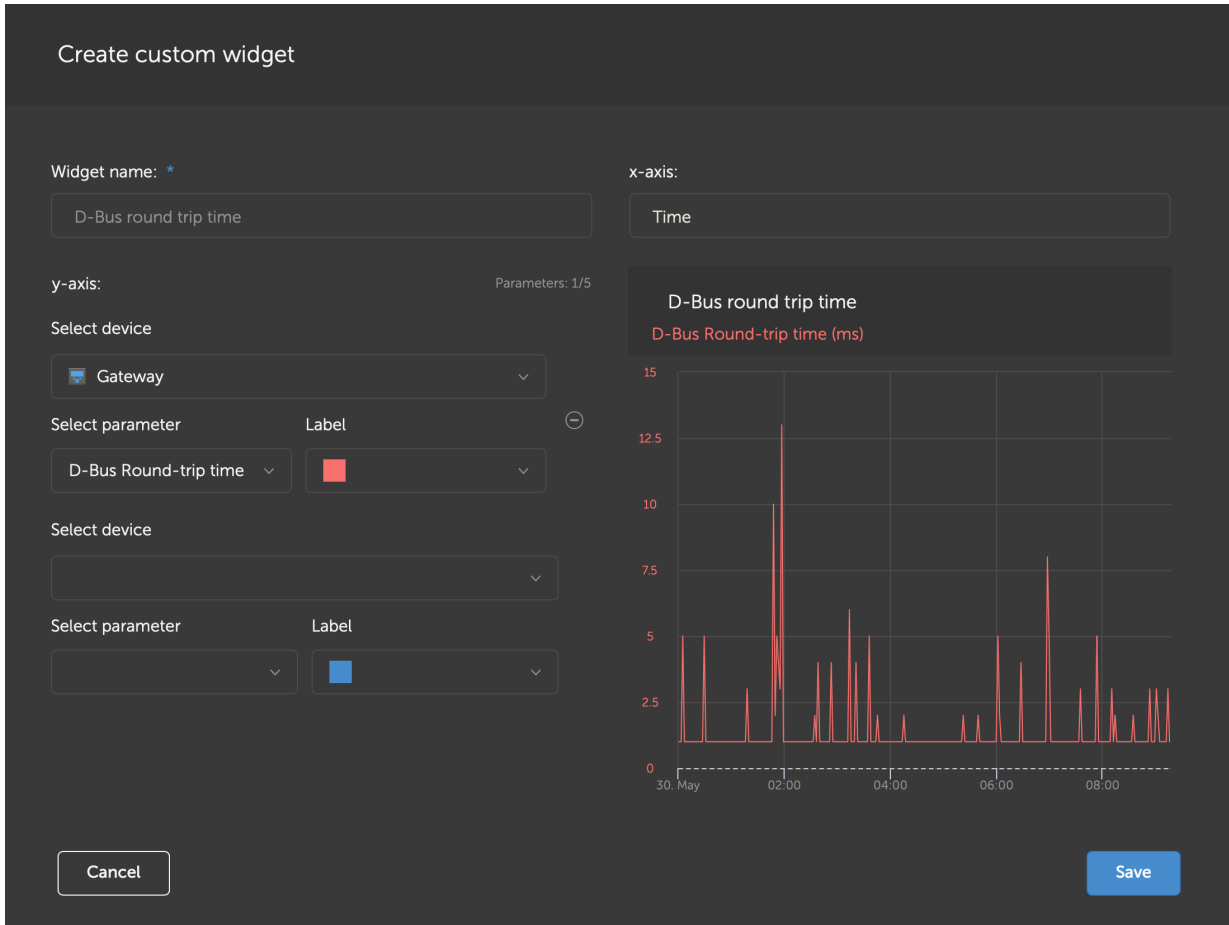 Create custom widget
Widget name: *
D-Bus round trip time
y-axis:
Parameters: 1/5
Select device
Gateway
Select parameter
Label
D-Bus Round-trip time
Select device
Select parameter
Label
x-axis:
Time
D-Bus round trip time
D-Bus Round-trip time (ms)
15
12.5
10
7.5
5
2.5
0
30. May
02:00
04:00
06:00
08:00
Cancel
Save